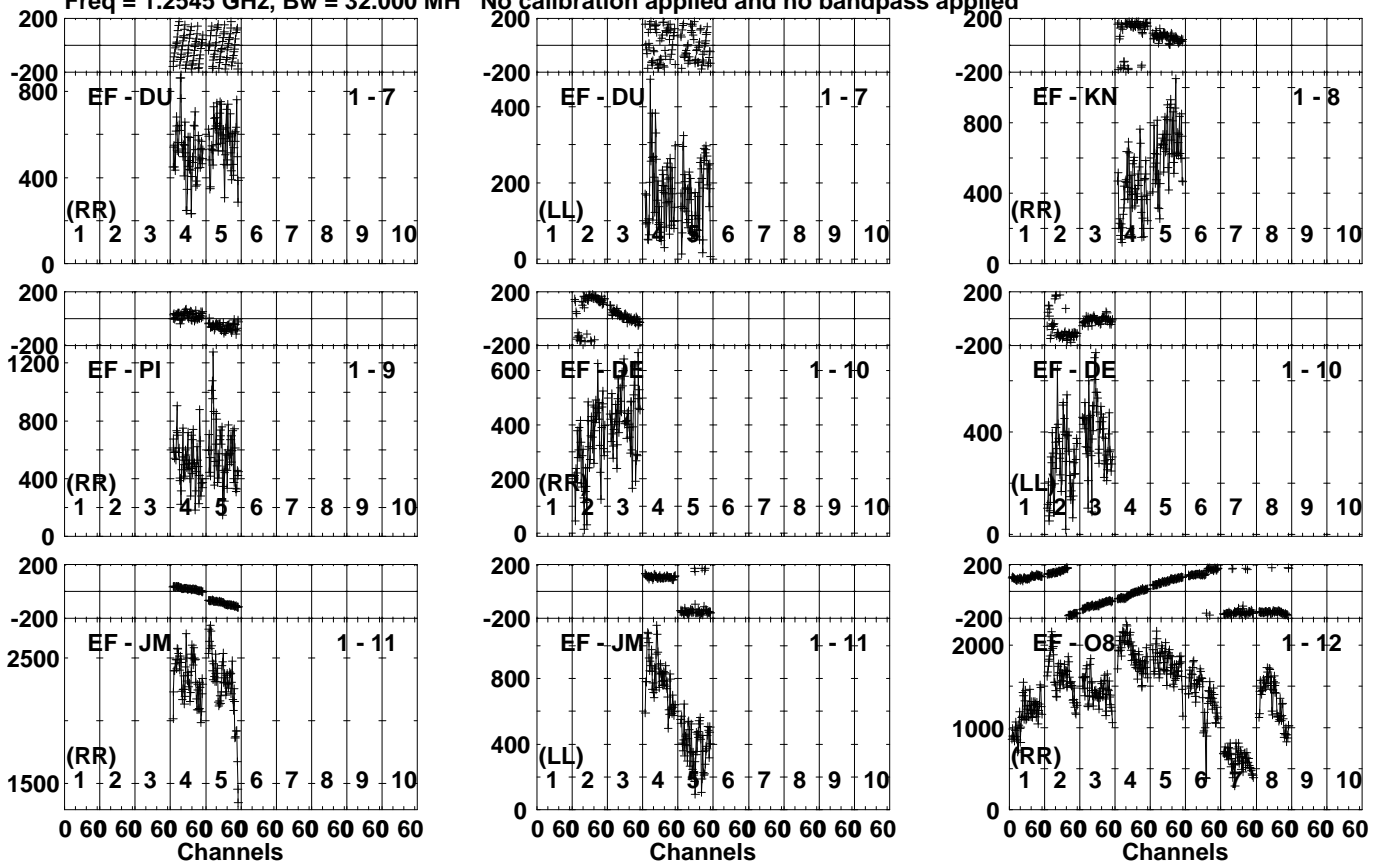 Freq = 1.2545 GHz, Bw = 32.000 MH No calibration applied and no bandpass applied
200
-200
800
400
0
EF - DU 1 - 7
(RR)
1 2 3 4 5 6 7 8 9 10
400
200
0
EF - DU 1 - 7
(LL)
1 2 3 4 5 6 7 8 9 10
200
-200
800
400
0
EF - KN 1 - 8
(RR)
1 2 3 4 5 6 7 8 9 10
200
-200
1200
800
400
0
EF - PI 1 - 9
(RR)
1 2 3 4 5 6 7 8 9 10
200
-200
600
400
200
0
EF - DE 1 - 10
(RR)
1 2 3 4 5 6 7 8 9 10
200
-200
400
0
EF - DE 1 - 10
(LL)
1 2 3 4 5 6 7 8 9 10
200
-200
2500
1500
EF - JM 1 - 11
(RR)
1 2 3 4 5 6 7 8 9 10
0 60 60 60 60 60 60 60 60 60 60
Channels
200
-200
800
400
0
EF - JM 1 - 11
(LL)
1 2 3 4 5 6 7 8 9 10
0 60 60 60 60 60 60 60 60 60 60
Channels
200
-200
2000
1000
0
EF - O8 1 - 12
(RR)
1 2 3 4 5 6 7 8 9 10
0 60 60 60 60 60 60 60 60 60 60
Channels